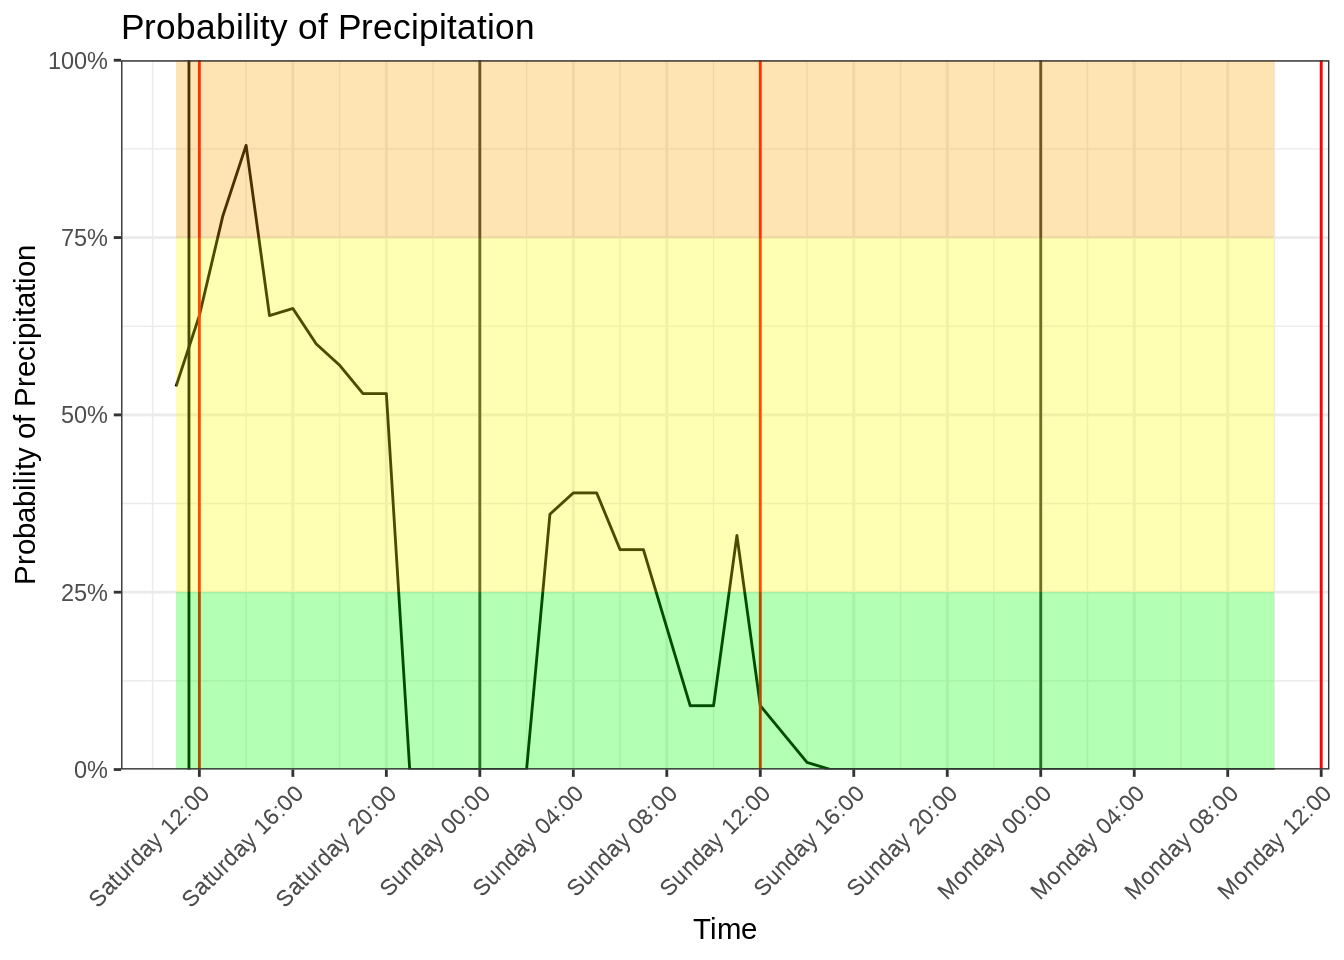 Probability of Precipitation
Probability of Precipitation
100%
75%
50%
25%
0%
Saturday 12:00
Saturday 16:00
Saturday 20:00
Sunday 00:00
Sunday 04:00
Sunday 08:00
Sunday 12:00
Sunday 16:00
Sunday 20:00
Monday 00:00
Monday 04:00
Monday 08:00
Monday 12:00
Time